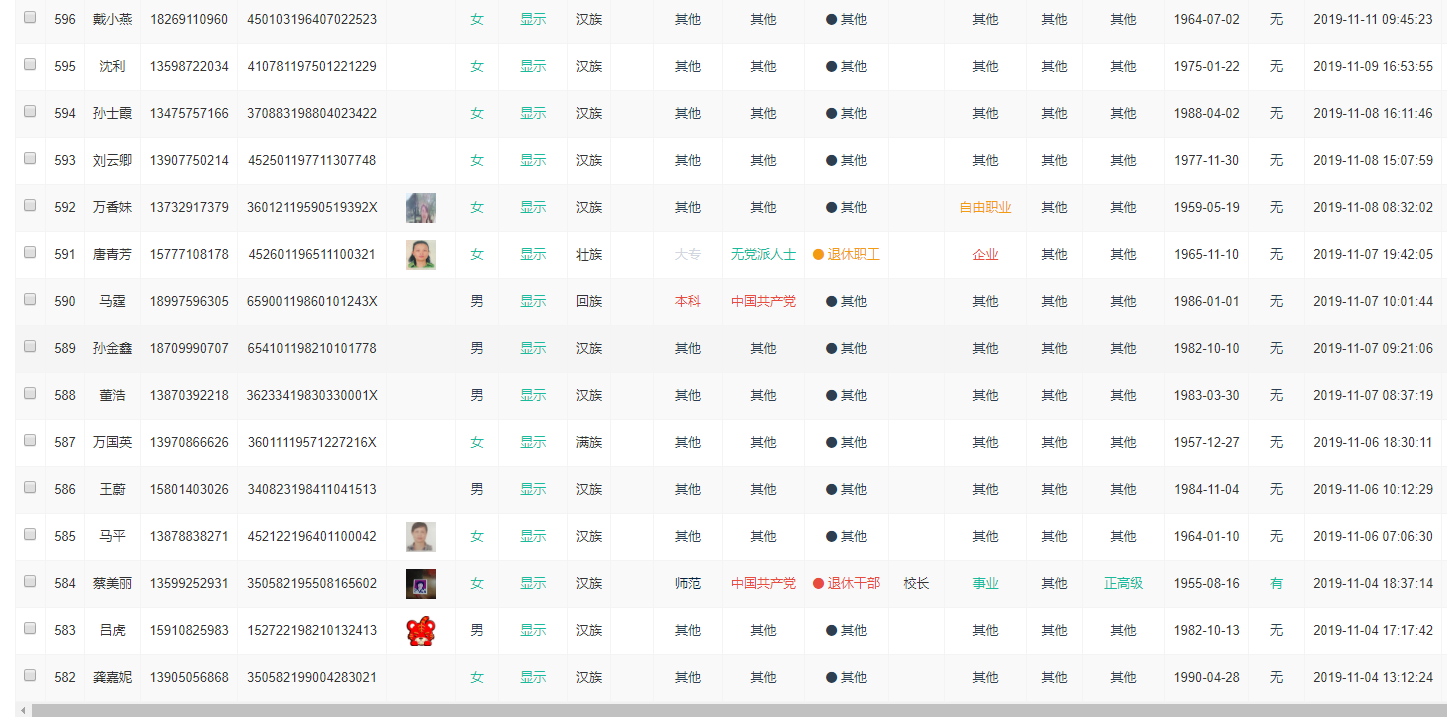 596 戴小燕 18269110960 450103196407022523 女 显示 汉族 其他 其他 其他 其他 其他 其他 1964-07-02 无 2019-11-11 09:45:23
595 沈利 13598722034 410781197501221229 女 显示 汉族 其他 其他 其他 其他 其他 其他 1975-01-22 无 2019-11-09 16:53:55
594 孙士霞 13475757166 370883198804023422 女 显示 汉族 其他 其他 其他 其他 其他 其他 1988-04-02 无 2019-11-08 16:11:46
593 刘云卿 13907750214 452501197711307748 女 显示 汉族 其他 其他 其他 其他 其他 其他 1977-11-30 无 2019-11-08 15:07:59
592 万香妹 13732917379 36012119590519392X 女 显示 汉族 其他 其他 其他 自由职业 其他 其他 1959-05-19 无 2019-11-08 08:32:02
591 唐青芳 15777108178 452601196511100321 女 显示 壮族 大专 无党派人士 退休职工 企业 其他 其他 1965-11-10 无 2019-11-07 19:42:05
590 马霆 18997596305 65900119860101243X 男 显示 回族 本科 中国共产党 其他 其他 其他 其他 1986-01-01 无 2019-11-07 10:01:44
589 孙金鑫 18709990707 654101198210101778 男 显示 汉族 其他 其他 其他 其他 其他 其他 1982-10-10 无 2019-11-07 09:21:06
588 董浩 13870392218 36233419830330001X 男 显示 汉族 其他 其他 其他 其他 其他 其他 1983-03-30 无 2019-11-07 08:37:19
587 万国英 13970866626 36011119571227216X 女 显示 满族 其他 其他 其他 其他 其他 其他 1957-12-27 无 2019-11-06 18:30:11
586 王蔚 15801403026 340823198411041513 男 显示 汉族 其他 其他 其他 其他 其他 其他 1984-11-04 无 2019-11-06 10:12:29
585 马平 13878838271 452122196401100042 女 显示 汉族 其他 其他 其他 其他 其他 其他 1964-01-10 无 2019-11-06 07:06:30
584 蔡美丽 13599252931 350582195508165602 女 显示 汉族 师范 中国共产党 退休干部 校长 事业 其他 正高级 1955-08-16 有 2019-11-04 18:37:14
583 吕虎 15910825983 152722198210132413 男 显示 汉族 其他 其他 其他 其他 其他 其他 1982-10-13 无 2019-11-04 17:17:42
582 龚嘉妮 13905056868 350582199004283021 女 显示 汉族 其他 其他 其他 其他 其他 其他 1990-04-28 无 2019-11-04 13:12:24